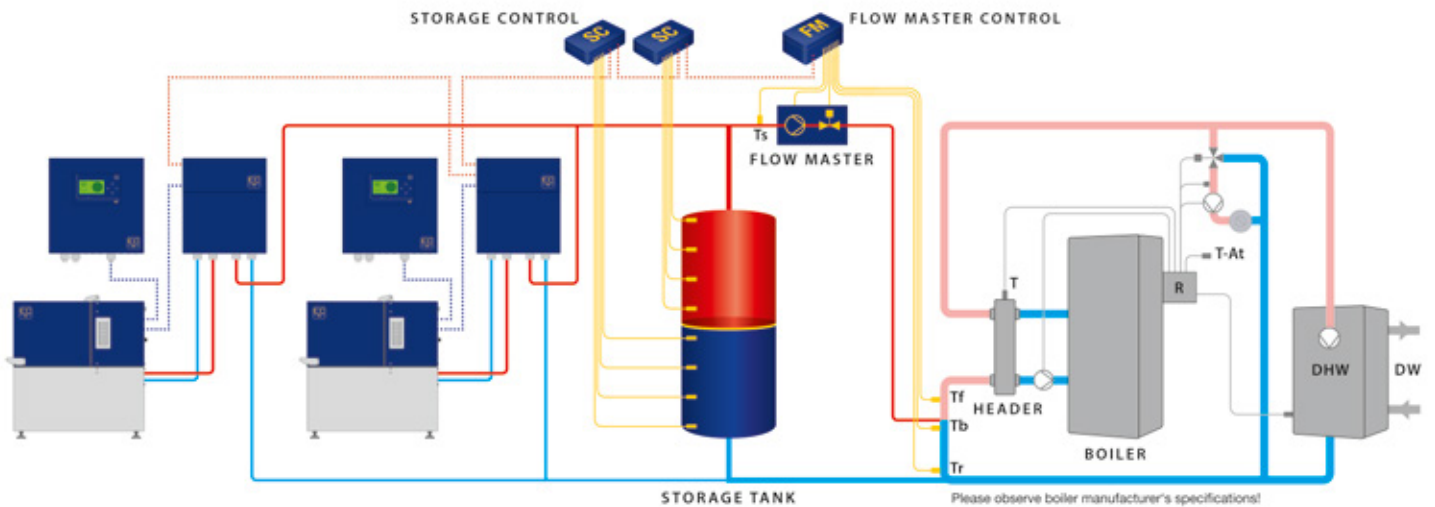 STORAGE CONTROL
FLOW MASTER CONTROL
SC
SC
FM
Ts
FLOW MASTER
T-At
T
R
DHW
DW
Tf
HEADER
Tb
BOILER
Tr
STORAGE TANK
Please observe boiler manufacturer's specifications!